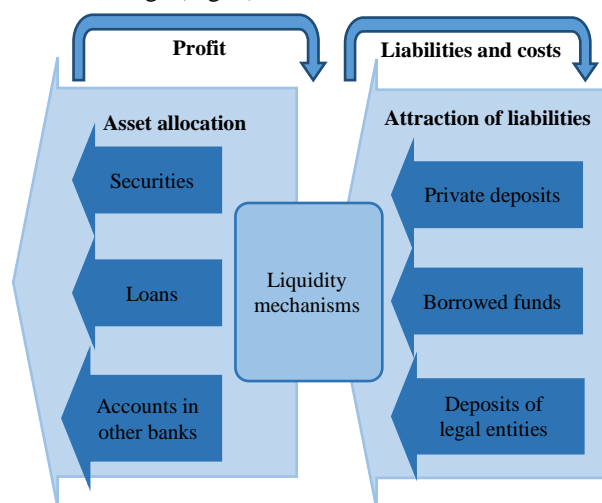 Profit
Liabilities and costs
Asset allocation
Securities
Loans
Accounts in
other banks
Liquidity
mechanisms
Attraction of liabilities
Private deposits
Borrowed funds
Deposits of
legal entities